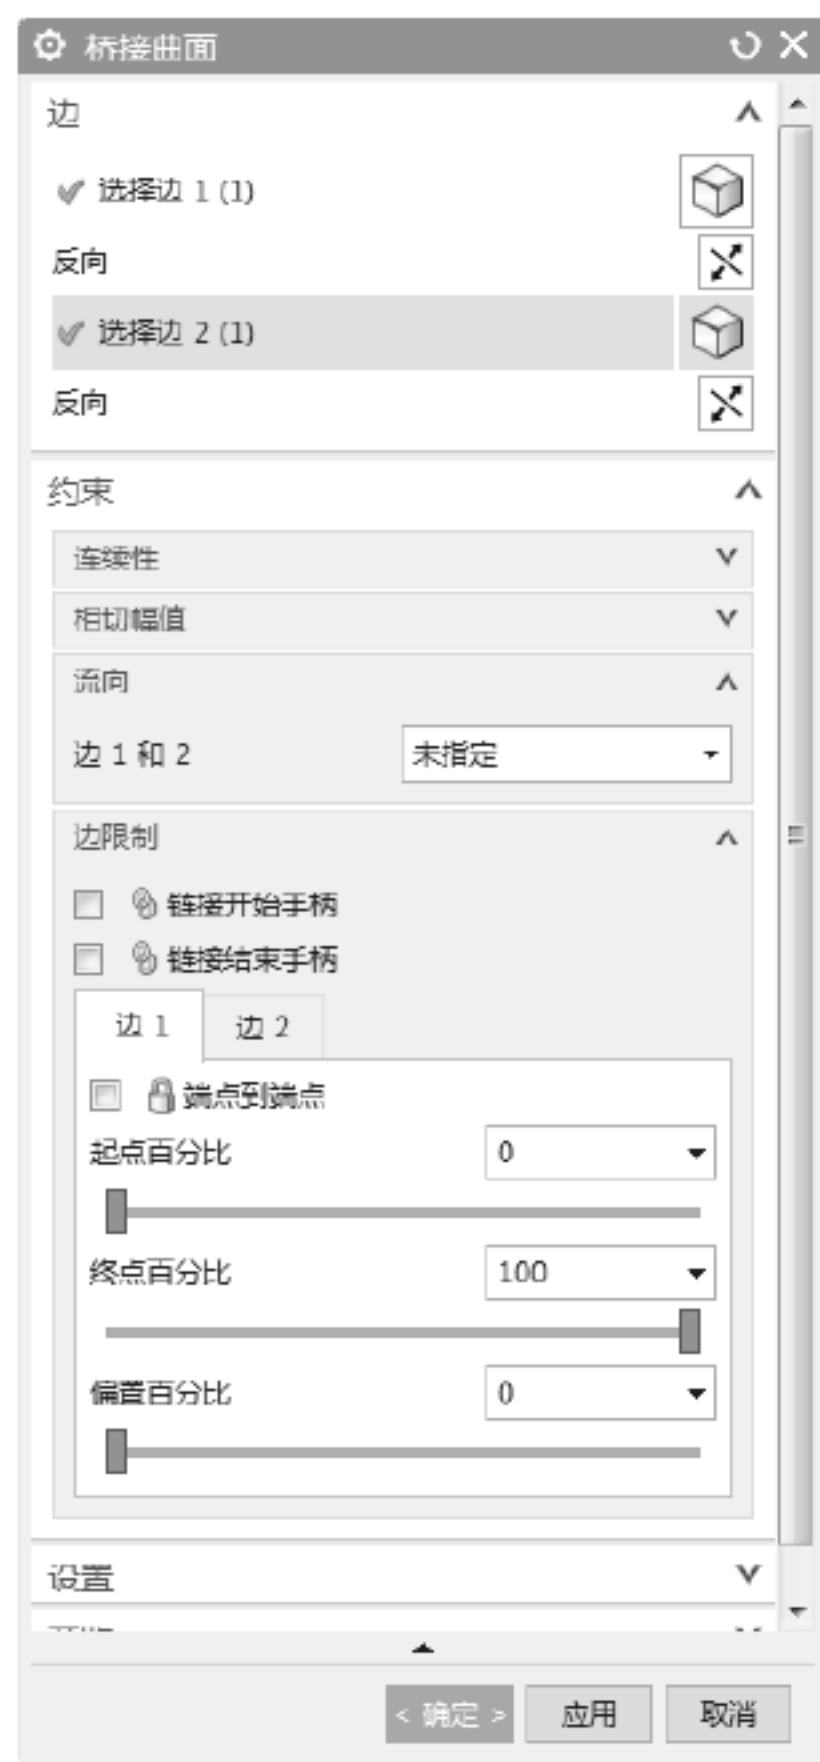 桥接曲面
边
选择边 1 (1)
反向
选择边 2 (1)
反向
约束
连续性
相切幅值
流向
边 1 和 2 未指定
边限制
链接开始手柄
链接结束手柄
边 1 边 2
端点到端点
起点百分比 0
终点百分比 100
偏置百分比 0
设置
< 确定 > 应用 取消